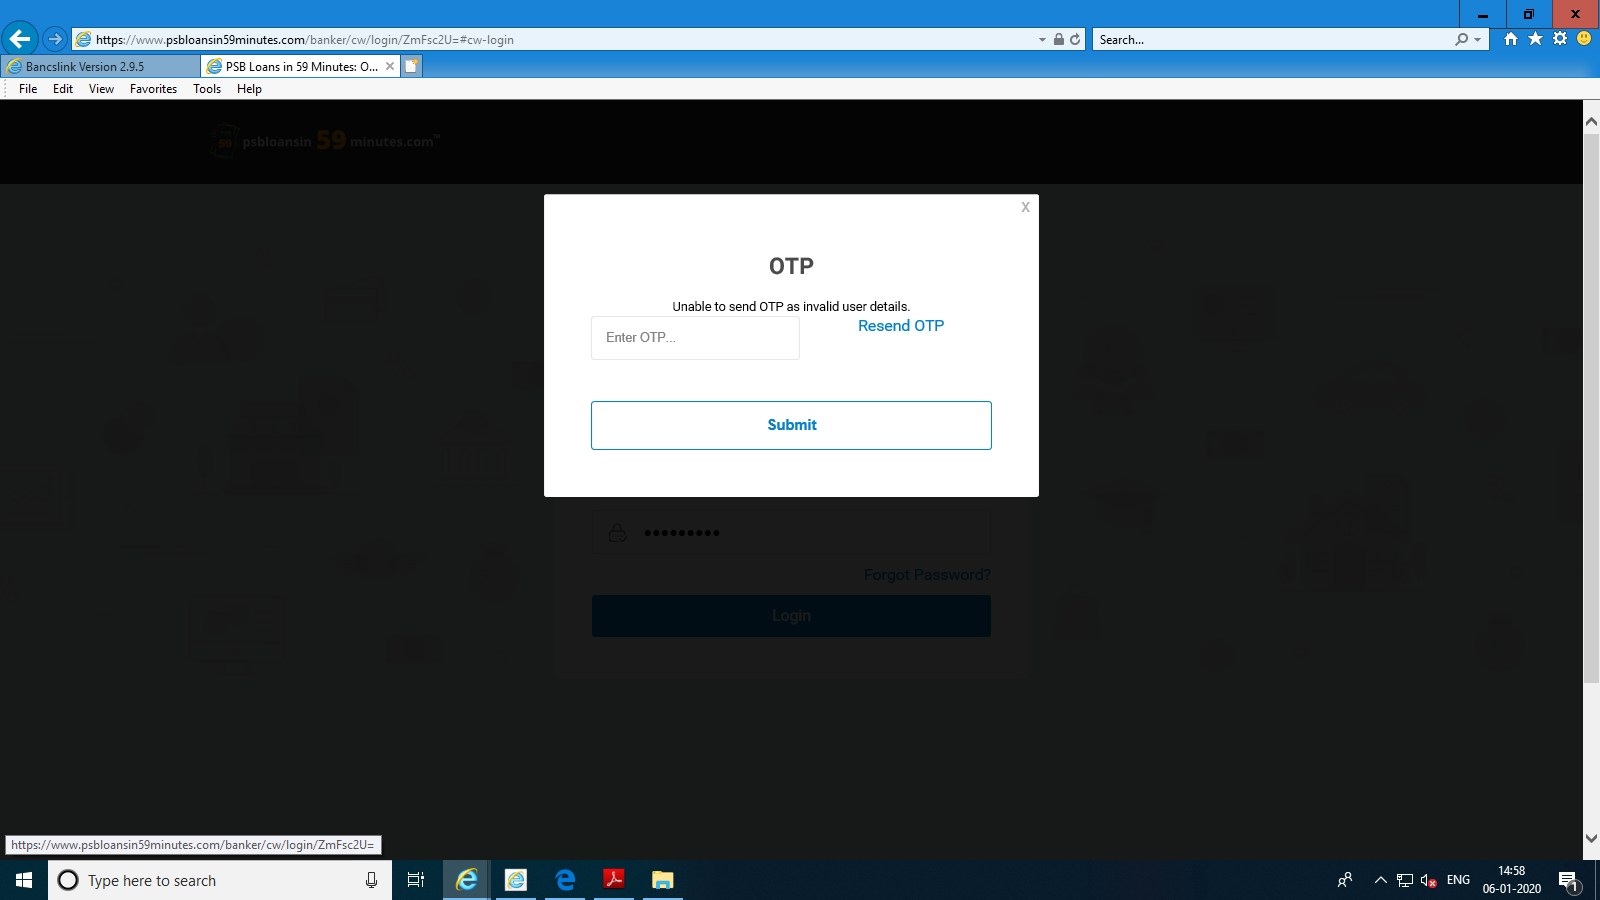 https://www.psbloansin59minutes.com/banker/cw/login/ZmFsc2U=#cw-login
Search...
Bancslink Version 2.9.5
PSB Loans in 59 Minutes: O...
File Edit View Favorites Tools Help
59 psbloansin 59 minutes.com™
X
OTP
Unable to send OTP as invalid user details.
Enter OTP...
Resend OTP
Submit
Forgot Password?
Login
https://www.psbloansin59minutes.com/banker/cw/login/ZmFsc2U=
Type here to search
ENG
14:58
06-01-2020
1